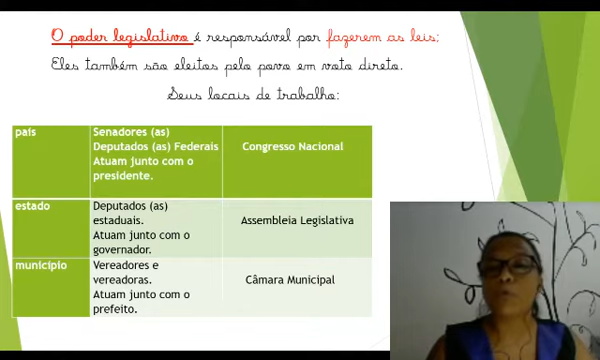 O poder legislativo é responsável por fazerem as leis;
Eles também são eleitos pelo povo em voto direto.
Seus locais de trabalho:
país
Senadores (as)
Deputados (as) Federais
Atuam junto com o
presidente.
Congresso Nacional
estado
Deputados (as)
estaduais.
Atuam junto com o
governador.
Assembleia Legislativa
município
Vereadores e
vereadoras.
Atuam junto com o
prefeito.
Câmara Municipal